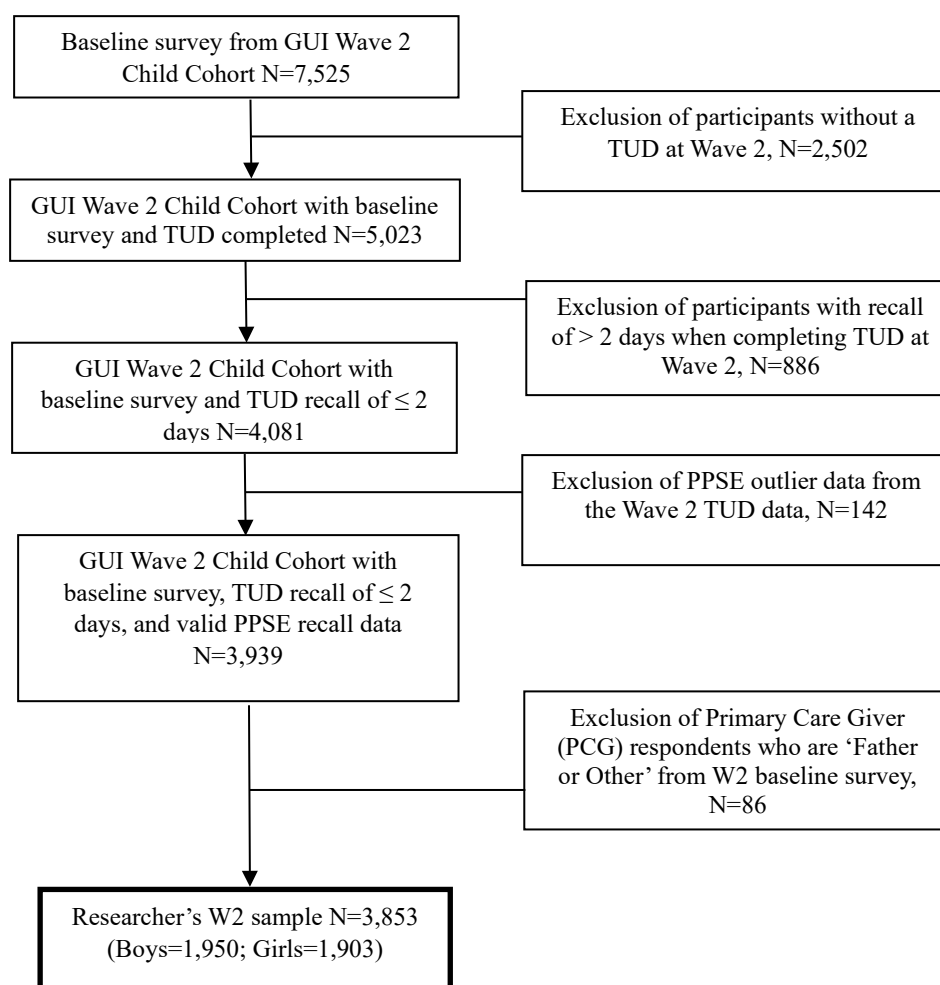 Baseline survey from GUI Wave 2
Child Cohort N=7,525
Exclusion of participants without a
TUD at Wave 2, N=2,502
GUI Wave 2 Child Cohort with baseline
survey and TUD completed N=5,023
Exclusion of participants with recall
of > 2 days when completing TUD at
Wave 2, N=886
GUI Wave 2 Child Cohort with
baseline survey and TUD recall of ≤ 2
days N=4,081
Exclusion of PPSE outlier data from
the Wave 2 TUD data, N=142
GUI Wave 2 Child Cohort with
baseline survey, TUD recall of ≤ 2
days, and valid PPSE recall data
N=3,939
Exclusion of Primary Care Giver
(PCG) respondents who are ‘Father
or Other’ from W2 baseline survey,
N=86
Researcher’s W2 sample N=3,853
(Boys=1,950; Girls=1,903)